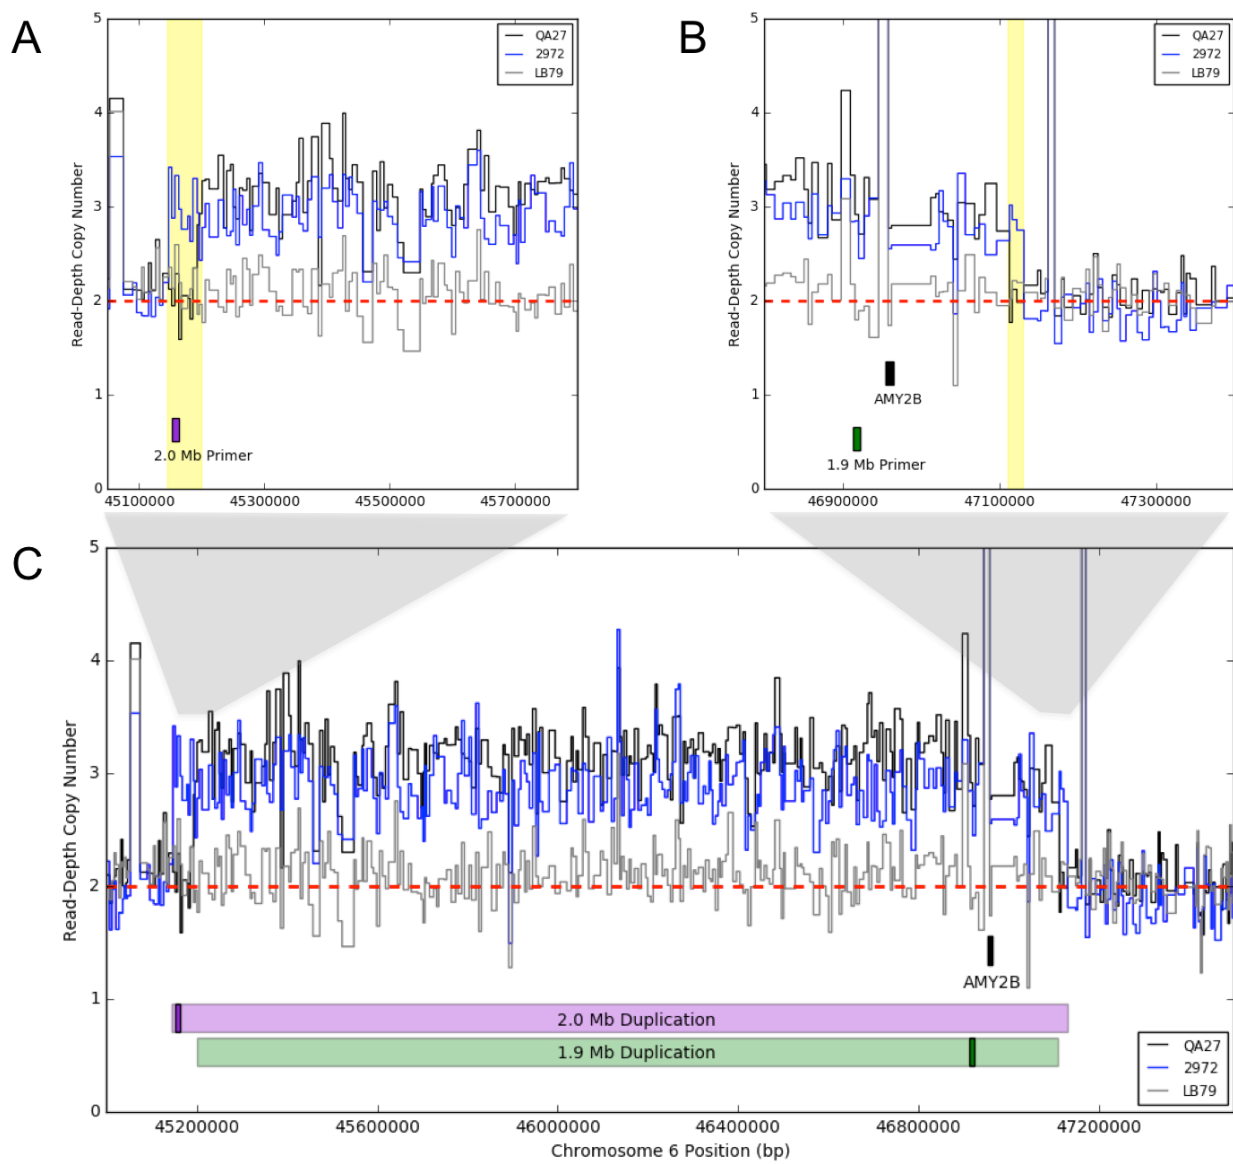 A
5
4
3
2
1
0
Read-Depth Copy Number
QA27
2972
LB79
2.0 Mb Primer
45100000 45300000 45500000 45700000
B
5
4
3
2
1
0
Read-Depth Copy Number
QA27
2972
LB79
AMY2B
1.9 Mb Primer
46900000 47100000 47300000
C
5
4
3
2
1
0
Read-Depth Copy Number
AMY2B
2.0 Mb Duplication
1.9 Mb Duplication
QA27
2972
LB79
45200000 45600000 46000000 46400000 46800000 47200000
Chromosome 6 Position (bp)